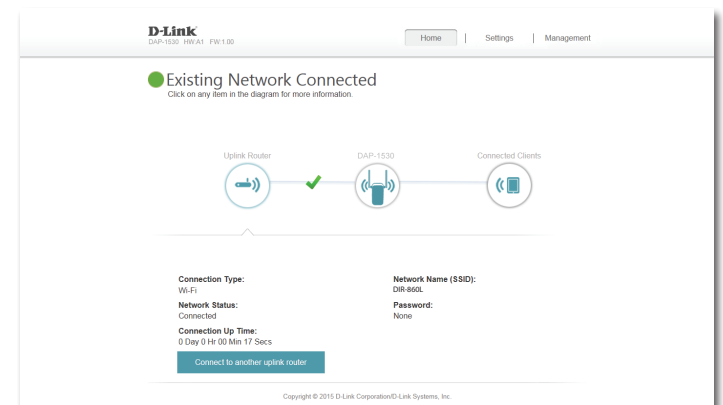 D-Link
DAP-1530 HW:A1 FW:1.00
Home | Settings | Management
Existing Network Connected
Click on any item in the diagram for more information.
Uplink Router
DAP-1530
Connected Clients
Connection Type:
Wi-Fi
Network Status:
Connected
Connection Up Time:
0 Day 0 Hr 00 Min 17 Secs
Network Name (SSID):
DIR-860L
Password:
None
Connect to another uplink router
Copyright © 2015 D-Link Corporation/D-Link Systems, Inc.